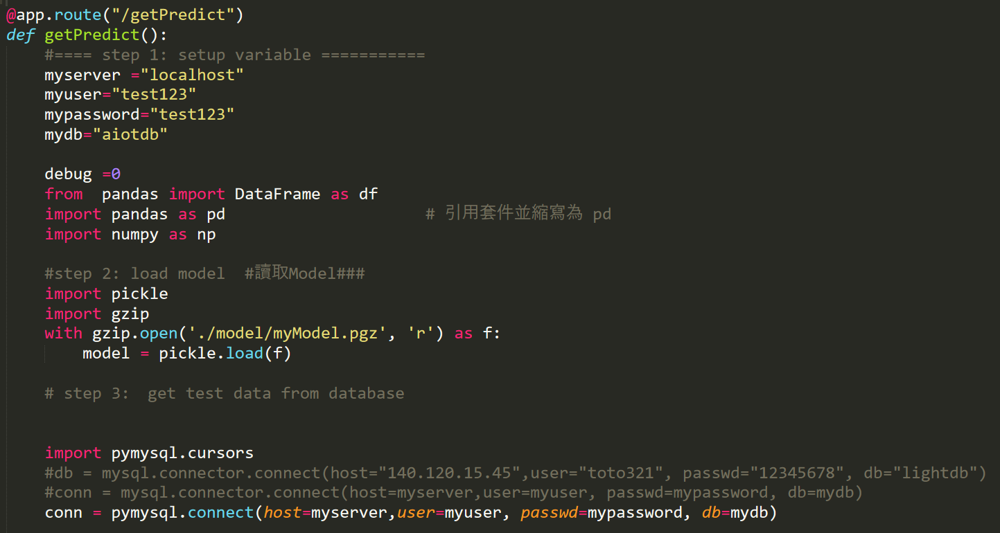 @app.route("/getPredict")
def getPredict():
    #==== step 1: setup variable ===========
    myserver ="localhost"
    myuser="test123"
    mypassword="test123"
    mydb="aiotdb"

    debug =0
    from  pandas import DataFrame as df
    import pandas as pd                     # 引用套件並縮寫為 pd
    import numpy as np

    #step 2: load model  #讀取Model###
    import pickle
    import gzip
    with gzip.open('./model/myModel.pgz', 'r') as f:
        model = pickle.load(f)

    # step 3:  get test data from database


    import pymysql.cursors
    #db = mysql.connector.connect(host="140.120.15.45",user="toto321", passwd="12345678", db="lightdb")
    #conn = mysql.connector.connect(host=myserver,user=myuser, passwd=mypassword, db=mydb)
    conn = pymysql.connect(host=myserver,user=myuser, passwd=mypassword, db=mydb)